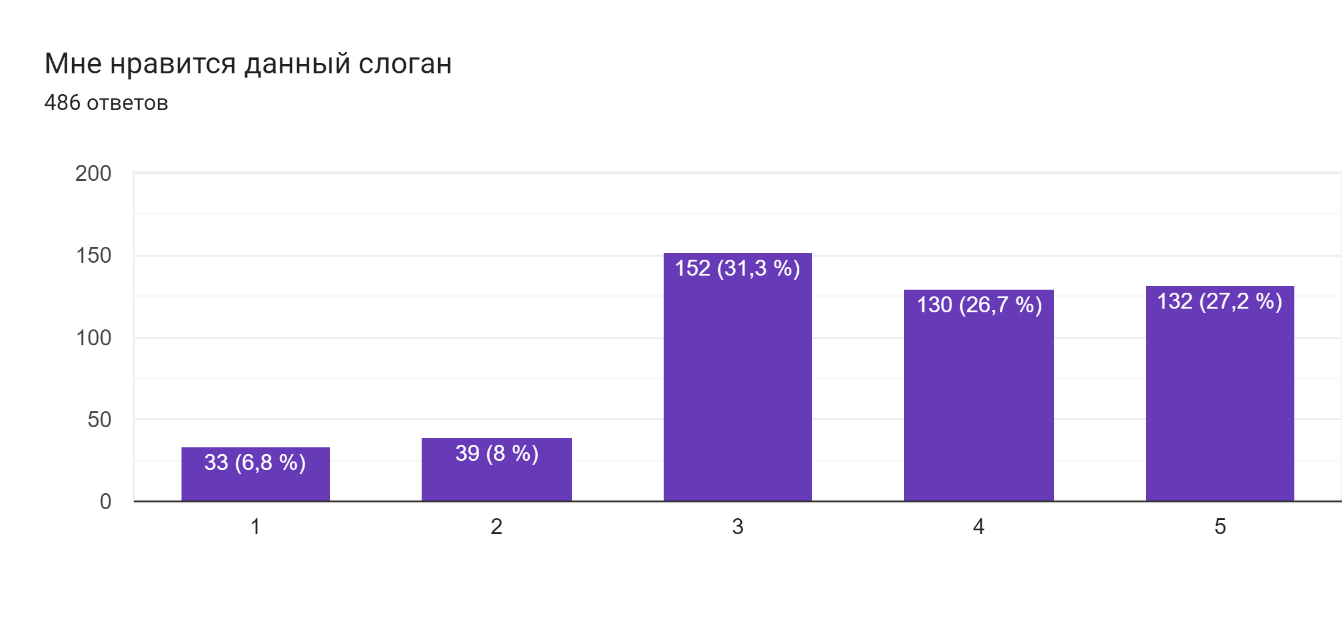 Мне нравится данный слоган
486 ответов
200
150
100
50
0
33 (6,8 %)
39 (8 %)
152 (31,3 %)
130 (26,7 %)
132 (27,2 %)
1
2
3
4
5